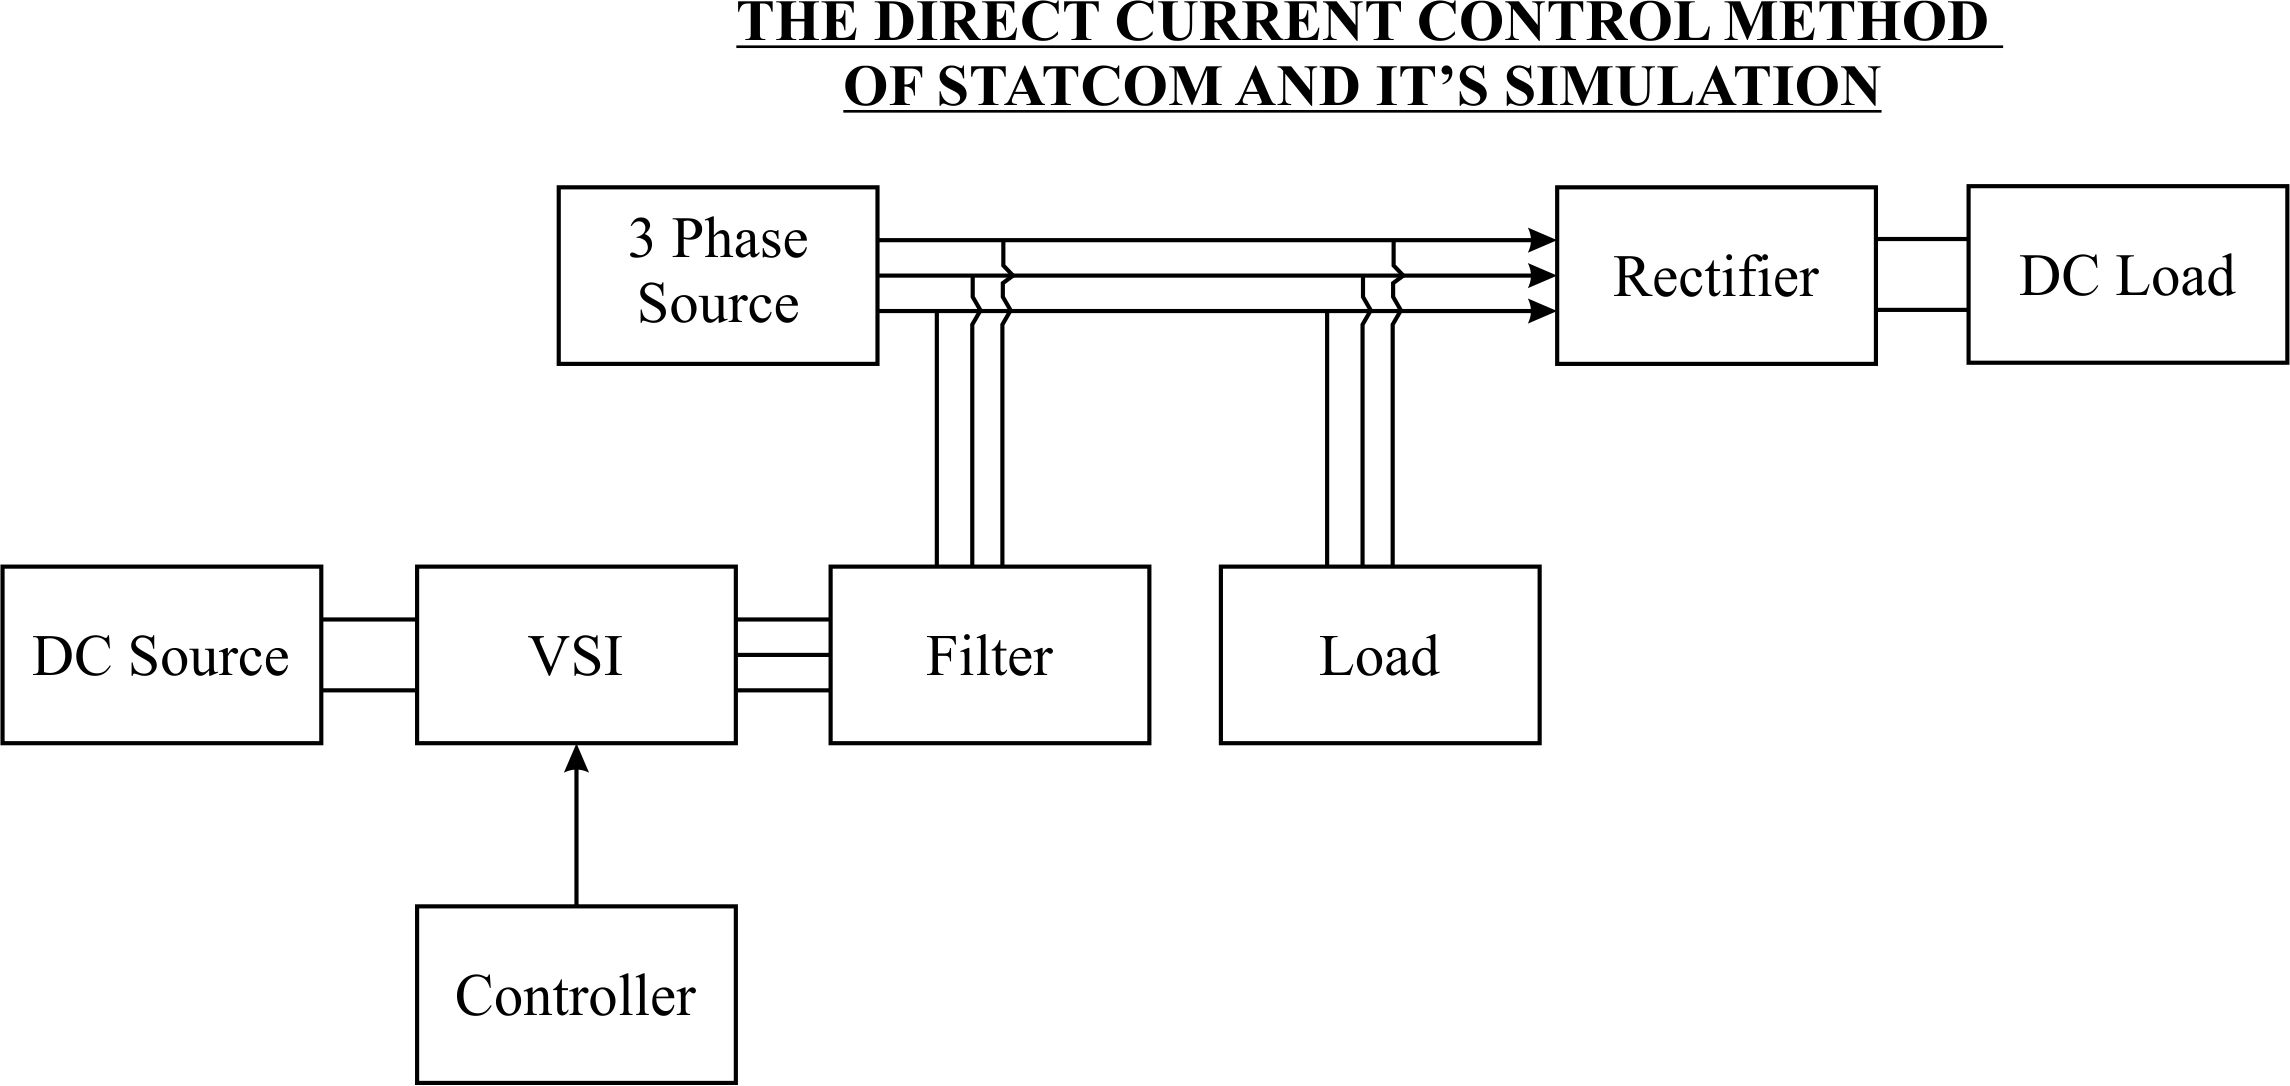 THE DIRECT CURRENT CONTROL METHOD
OF STATCOM AND IT’S SIMULATION
3 Phase
Source
Rectifier
DC Load
DC Source
VSI
Filter
Load
Controller